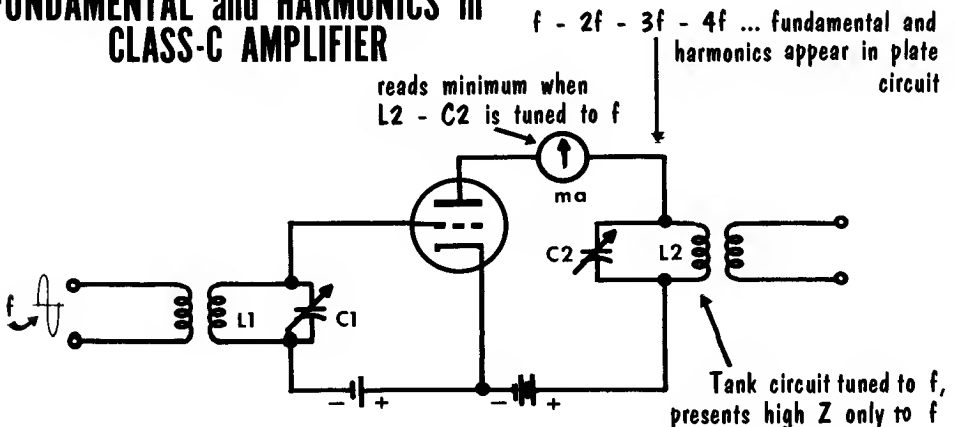 FUNDAMENTAL and HARMONICS in
CLASS-C AMPLIFIER
f - 2f - 3f - 4f ... fundamental and
harmonics appear in plate
circuit
reads minimum when
L2 - C2 is tuned to f
ma
C2
L2
f
L1
C1
- +
- +
Tank circuit tuned to f,
presents high Z only to f